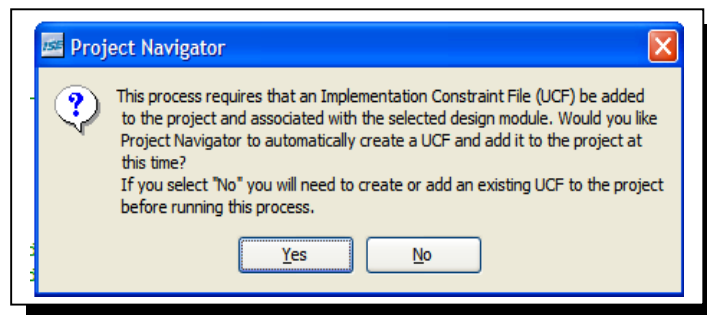 ISE Project Navigator
This process requires that an Implementation Constraint File (UCF) be added
to the project and associated with the selected design module. Would you like
Project Navigator to automatically create a UCF and add it to the project at
this time?
If you select "No" you will need to create or add an existing UCF to the project
before running this process.
Yes
No